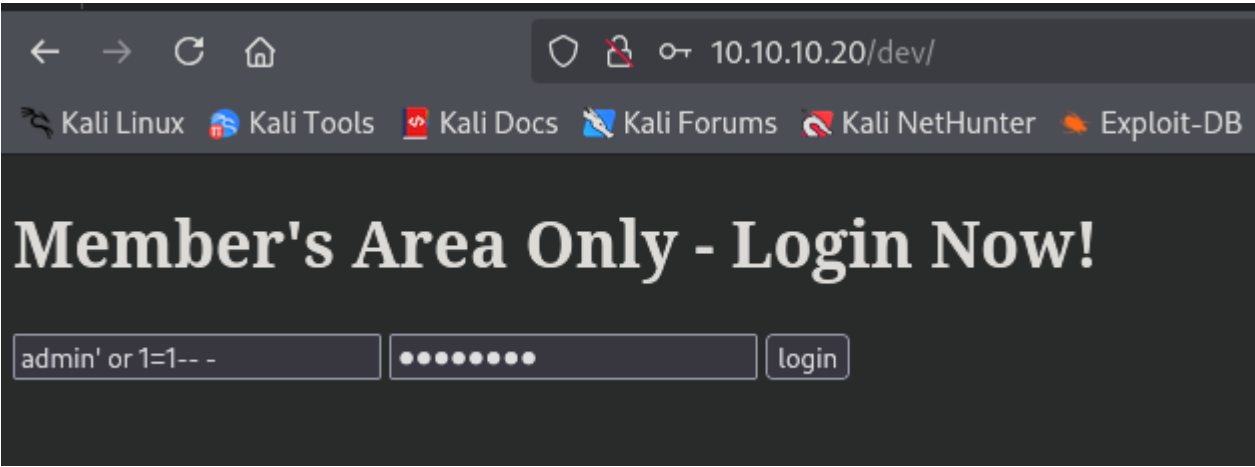 10.10.10.20/dev/
Kali Linux Kali Tools Kali Docs Kali Forums Kali NetHunter Exploit-DB
Member's Area Only - Login Now!
admin' or 1=1-- - ●●●●●●●● login